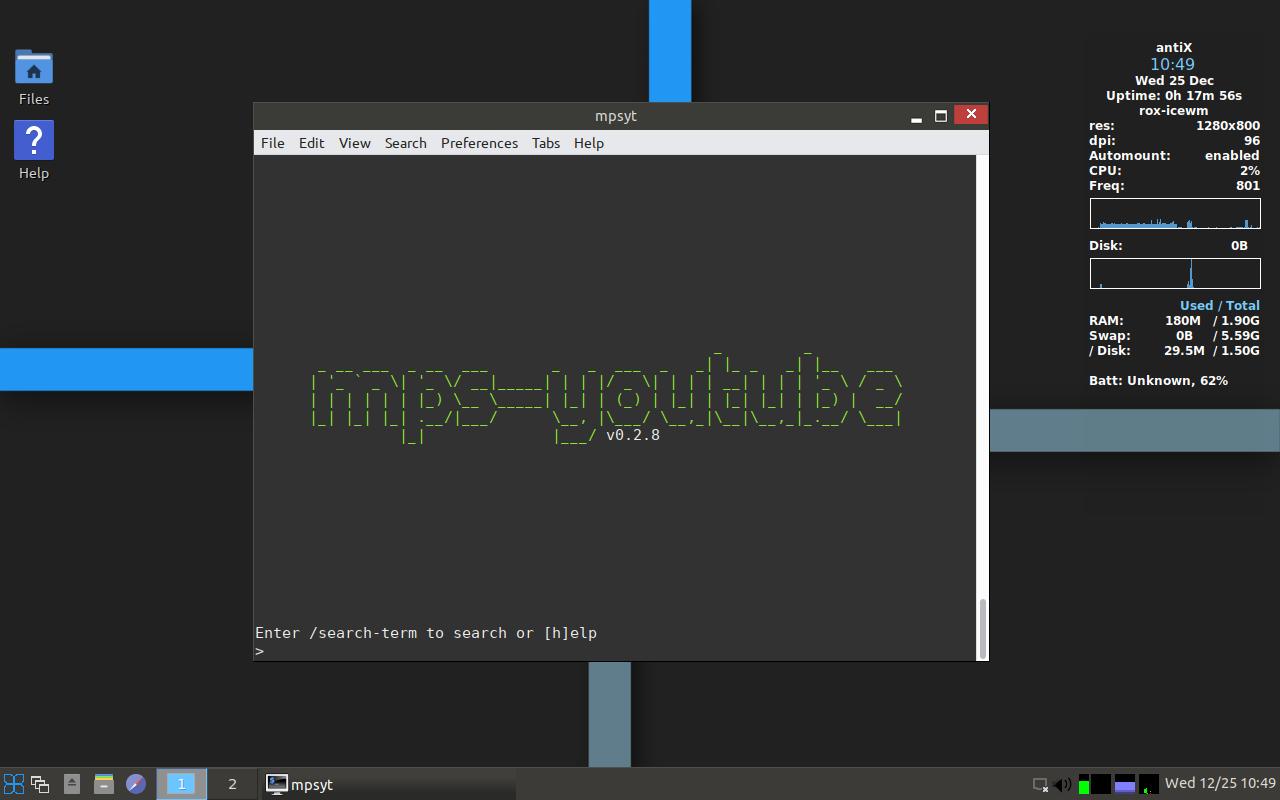 Files
?
Help
mpsyt
File Edit View Search Preferences Tabs Help
mps-youtube
v0.2.8
Enter /search-term to search or [h]elp
>
antiX
10:49
Wed 25 Dec
Uptime: 0h 17m 56s
rox-icewm
res: 1280x800
dpi: 96
Automount: enabled
CPU: 2%
Freq: 801
Disk: 0B
Used / Total
RAM: 180M / 1.90G
Swap: 0B / 5.59G
/ Disk: 29.5M / 1.50G
Batt: Unknown, 62%
1 2 mpsyt Wed 12/25 10:49